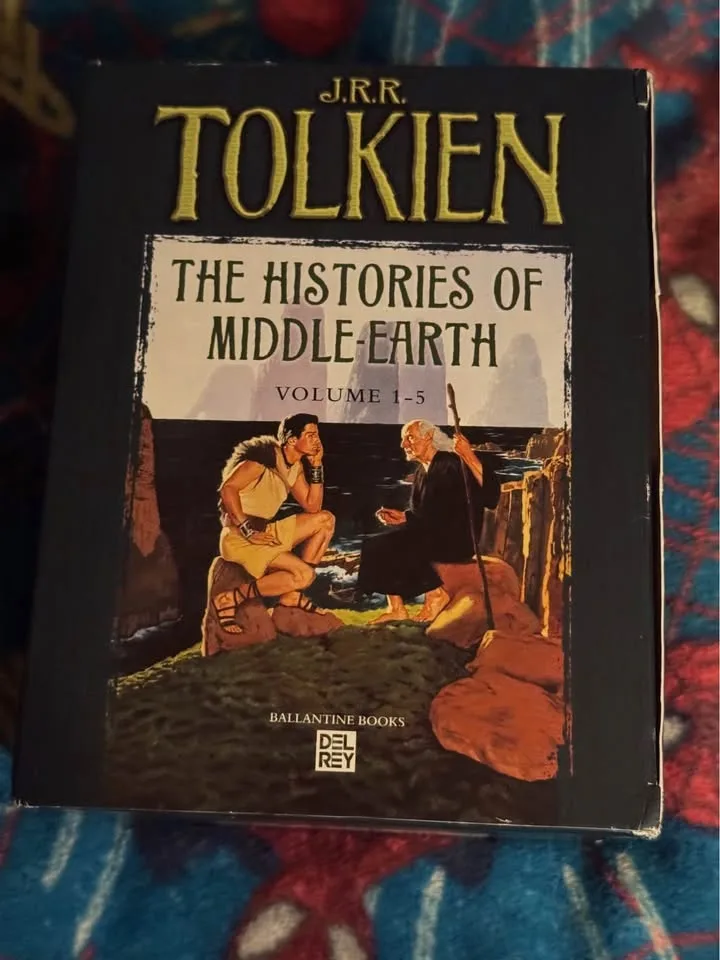 J.R.R.
TOLKIEN
THE HISTORIES OF
MIDDLE-EARTH
VOLUME 1-5
BALLANTINE BOOKS
DEL
REY